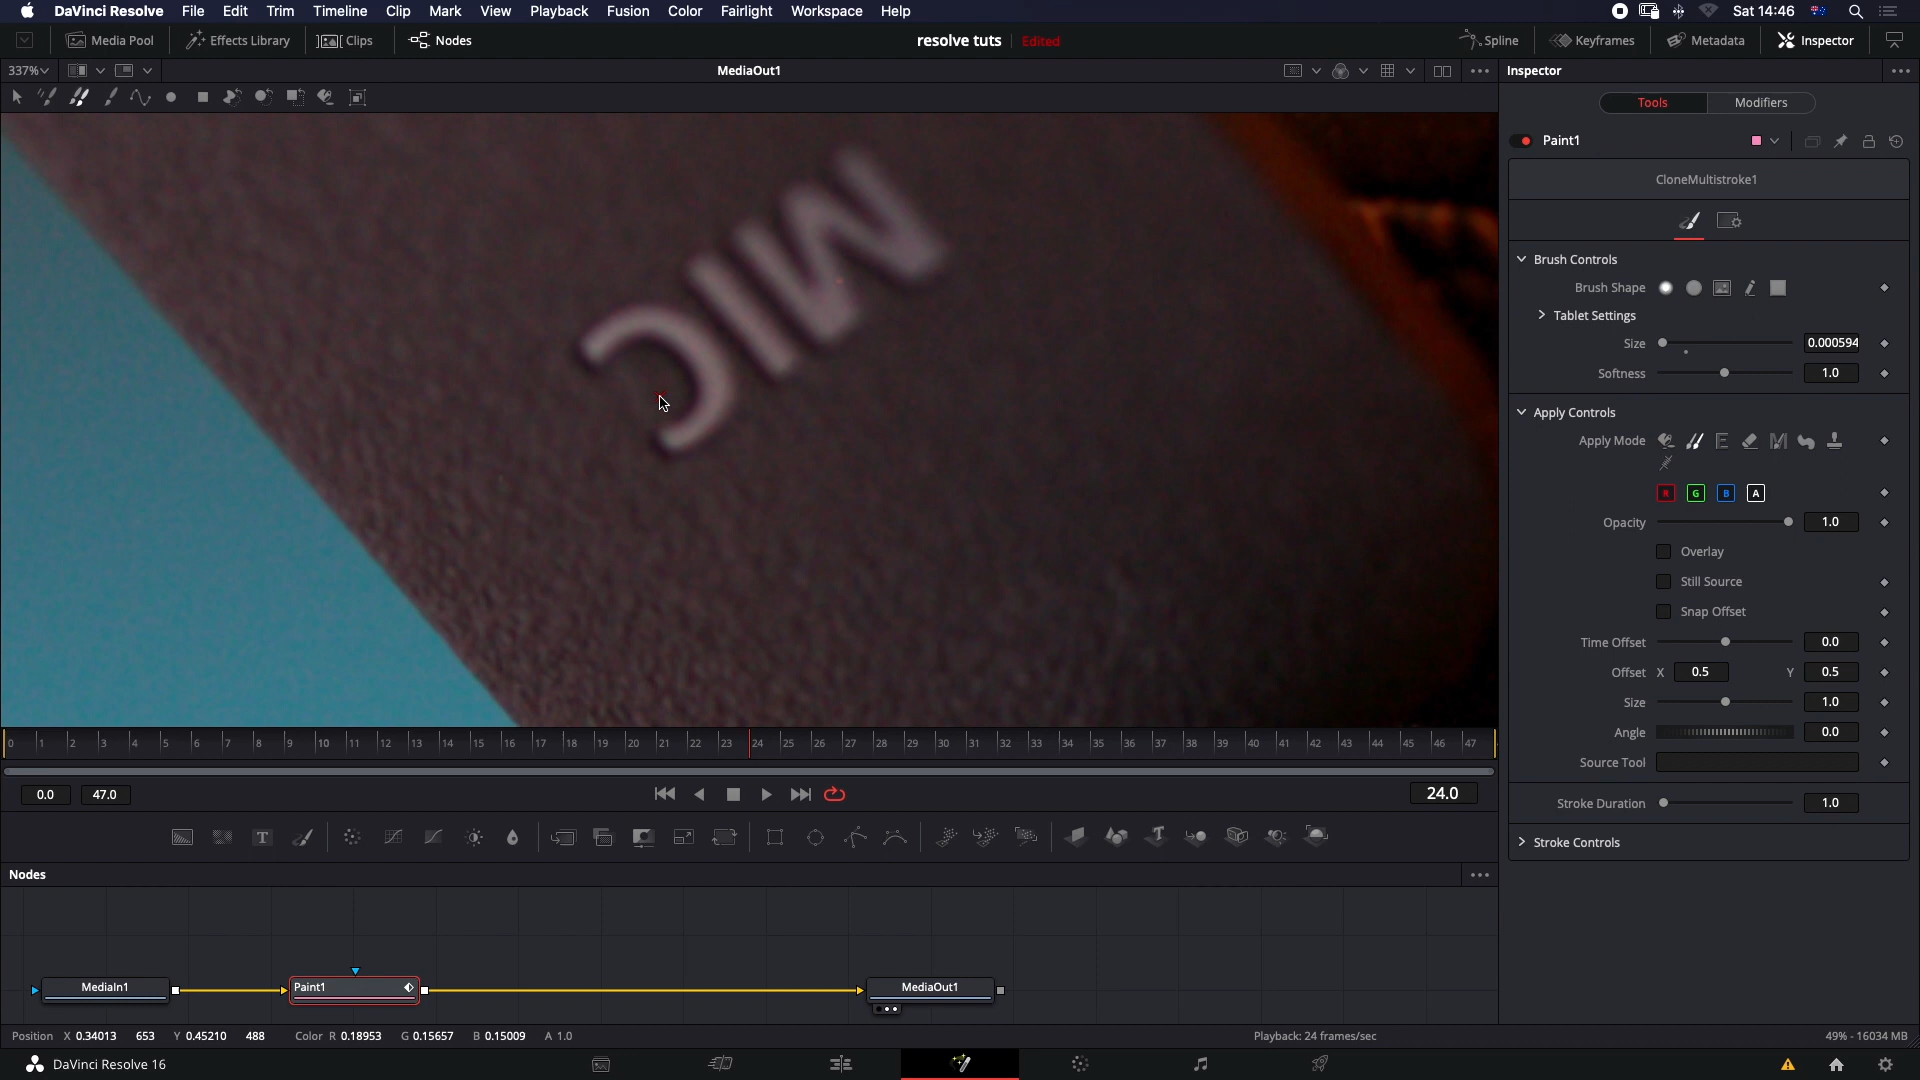 DaVinci Resolve File Edit Trim Timeline Clip Mark View Playback Fusion Color Fairlight Workspace Help Sat 14:46
Media Pool Effects Library Clips Nodes resolve tuts Edited Spline Keyframes Metadata Inspector
337% MediaOut1 Inspector
Tools Modifiers
Paint1
CloneMultistroke1
Brush Controls
Brush Shape
Tablet Settings
Size 0.000594
Softness 1.0
Apply Controls
Apply Mode
R G B A
Opacity 1.0
Overlay
Still Source
Snap Offset
Time Offset 0.0
Offset X 0.5 Y 0.5
Size 1.0
Angle 0.0
Source Tool
Stroke Duration 1.0
Stroke Controls
MIC
0 1 2 3 4 5 6 7 8 9 10 11 12 13 14 15 16 17 18 19 20 21 22 23 24 25 26 27 28 29 30 31 32 33 34 35 36 37 38 39 40 41 42 43 44 45 46 47
0.0 47.0 24.0
Nodes
MediaIn1 Paint1 MediaOut1
Position X 0.34013 653 Y 0.45210 488 Color R 0.18953 G 0.15657 B 0.15009 A 1.0 Playback: 24 frames/sec 49% - 16034 MB
DaVinci Resolve 16